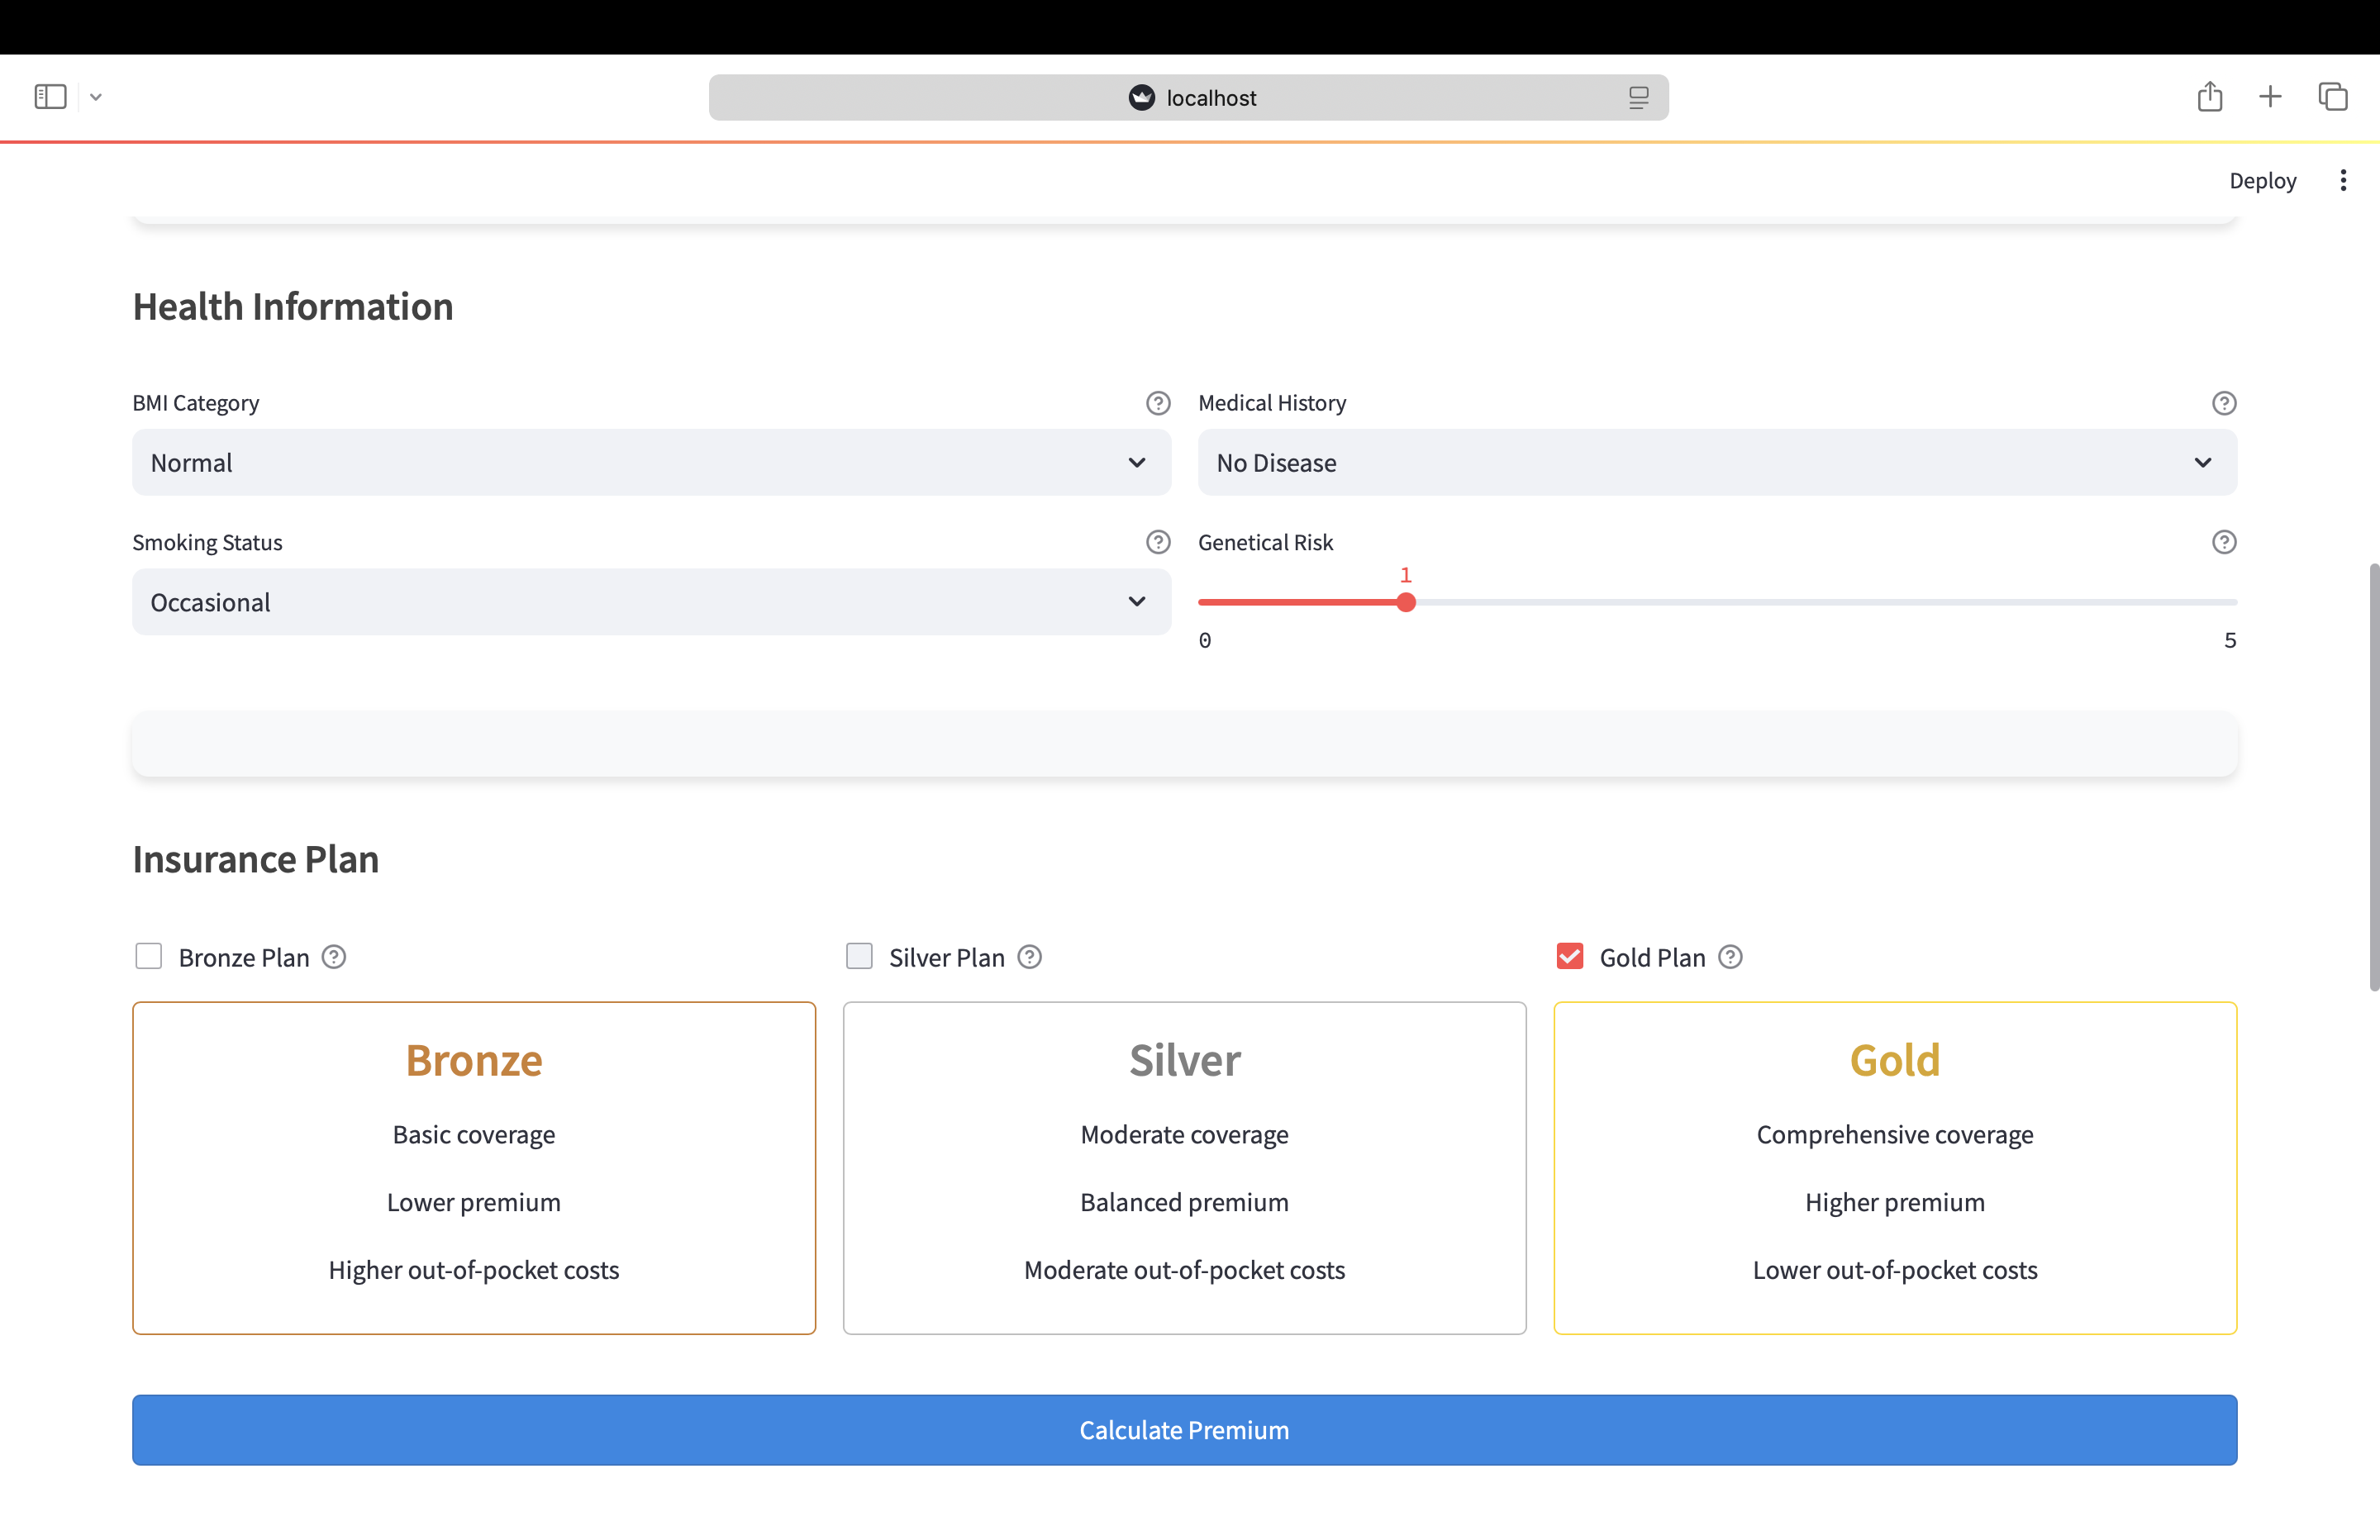 localhost
Deploy
Health Information
BMI Category
Medical History
Normal
No Disease
Smoking Status
Genetical Risk
Occasional
1
0
5
Insurance Plan
Bronze Plan
Silver Plan
Gold Plan
Bronze
Basic coverage
Lower premium
Higher out-of-pocket costs
Silver
Moderate coverage
Balanced premium
Moderate out-of-pocket costs
Gold
Comprehensive coverage
Higher premium
Lower out-of-pocket costs
Calculate Premium